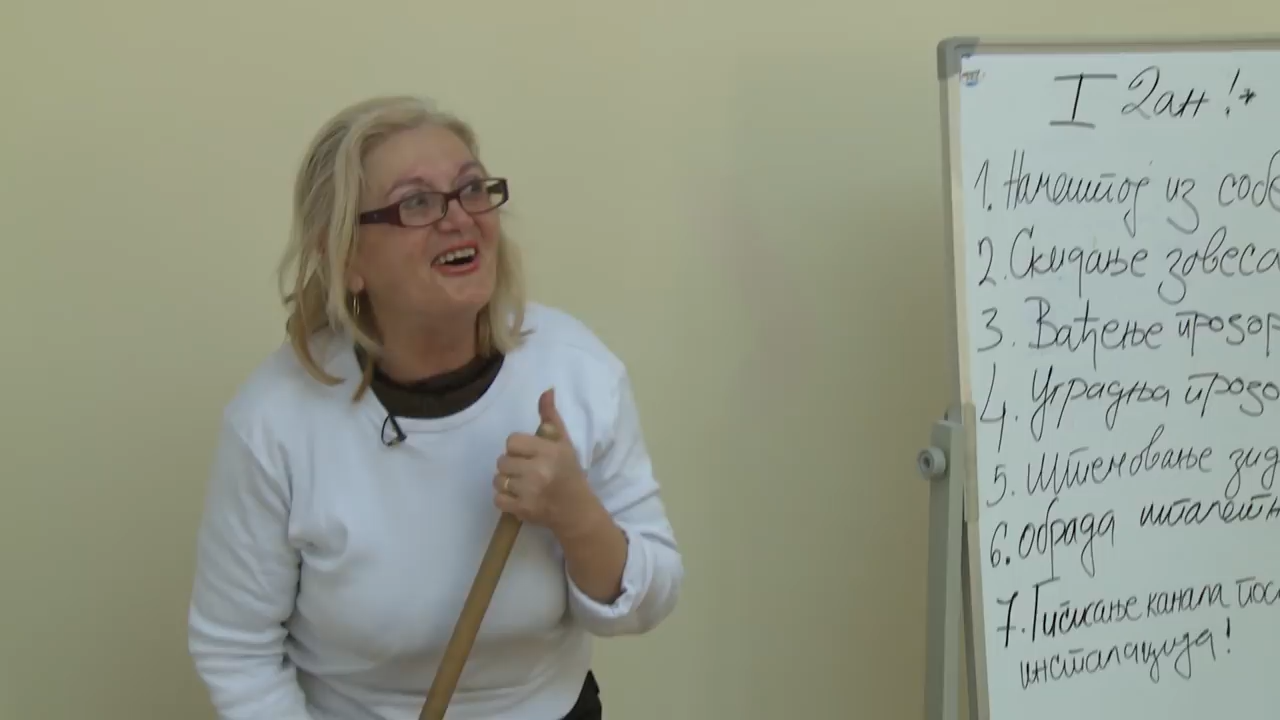 I Дан!*
1. Намештај из собе
2. Скидање завеса
3. Вађење прозор
4. Уградња прозо
5. Штемовање зид
6. Обрада
7. Гипсање канала пос
инсталација!